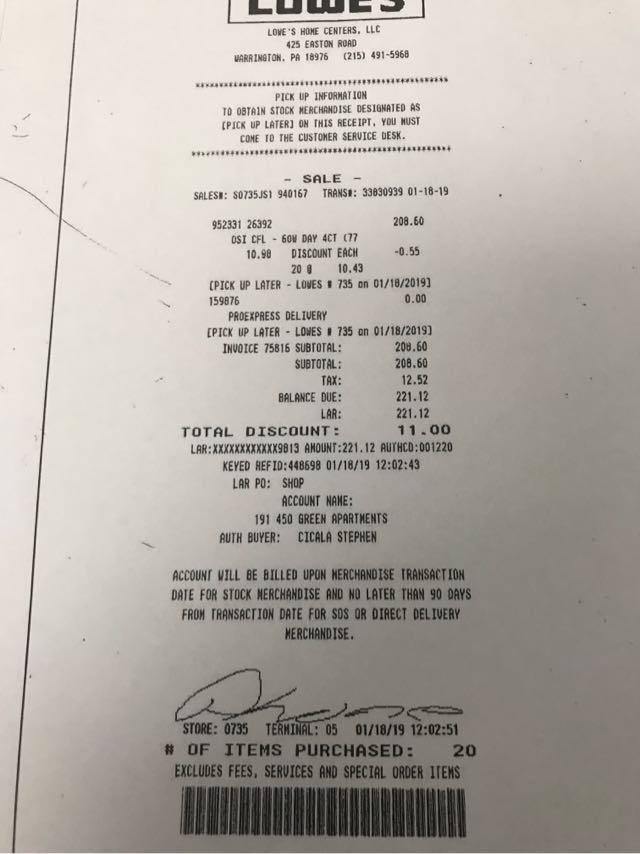 LOWE'S
LOWE'S HOME CENTERS, LLC
425 EASTON ROAD
WARRINGTON, PA 18976 (215) 491-5968
PICK UP INFORMATION
TO OBTAIN STOCK MERCHANDISE DESIGNATED AS
[PICK UP LATER] ON THIS RECEIPT, YOU MUST
COME TO THE CUSTOMER SERVICE DESK.
- SALE -
SALES#: S0735JS1 940167 TRANS#: 33830939 01-18-19
952331 26392 208.60
OSI CFL - 60W DAY 4CT (77
10.98 DISCOUNT EACH -0.55
20 @ 10.43
[PICK UP LATER - LOWES # 735 on 01/18/2019]
159876 0.00
PROEXPRESS DELIVERY
[PICK UP LATER - LOWES # 735 on 01/18/2019]
INVOICE 75816 SUBTOTAL: 208.60
SUBTOTAL: 208.60
TAX: 12.52
BALANCE DUE: 221.12
LAR: 221.12
TOTAL DISCOUNT: 11.00
LAR:XXXXXXXXXXXX9813 AMOUNT:221.12 AUTHCD:001220
KEYED REFID:448698 01/18/19 12:02:43
LAR PO: SHOP
ACCOUNT NAME:
191 450 GREEN APARTMENTS
AUTH BUYER: CICALA STEPHEN
ACCOUNT WILL BE BILLED UPON MERCHANDISE TRANSACTION
DATE FOR STOCK MERCHANDISE AND NO LATER THAN 90 DAYS
FROM TRANSACTION DATE FOR SOS OR DIRECT DELIVERY
MERCHANDISE.
STORE: 0735 TERMINAL: 05 01/18/19 12:02:51
# OF ITEMS PURCHASED: 20
EXCLUDES FEES, SERVICES AND SPECIAL ORDER ITEMS